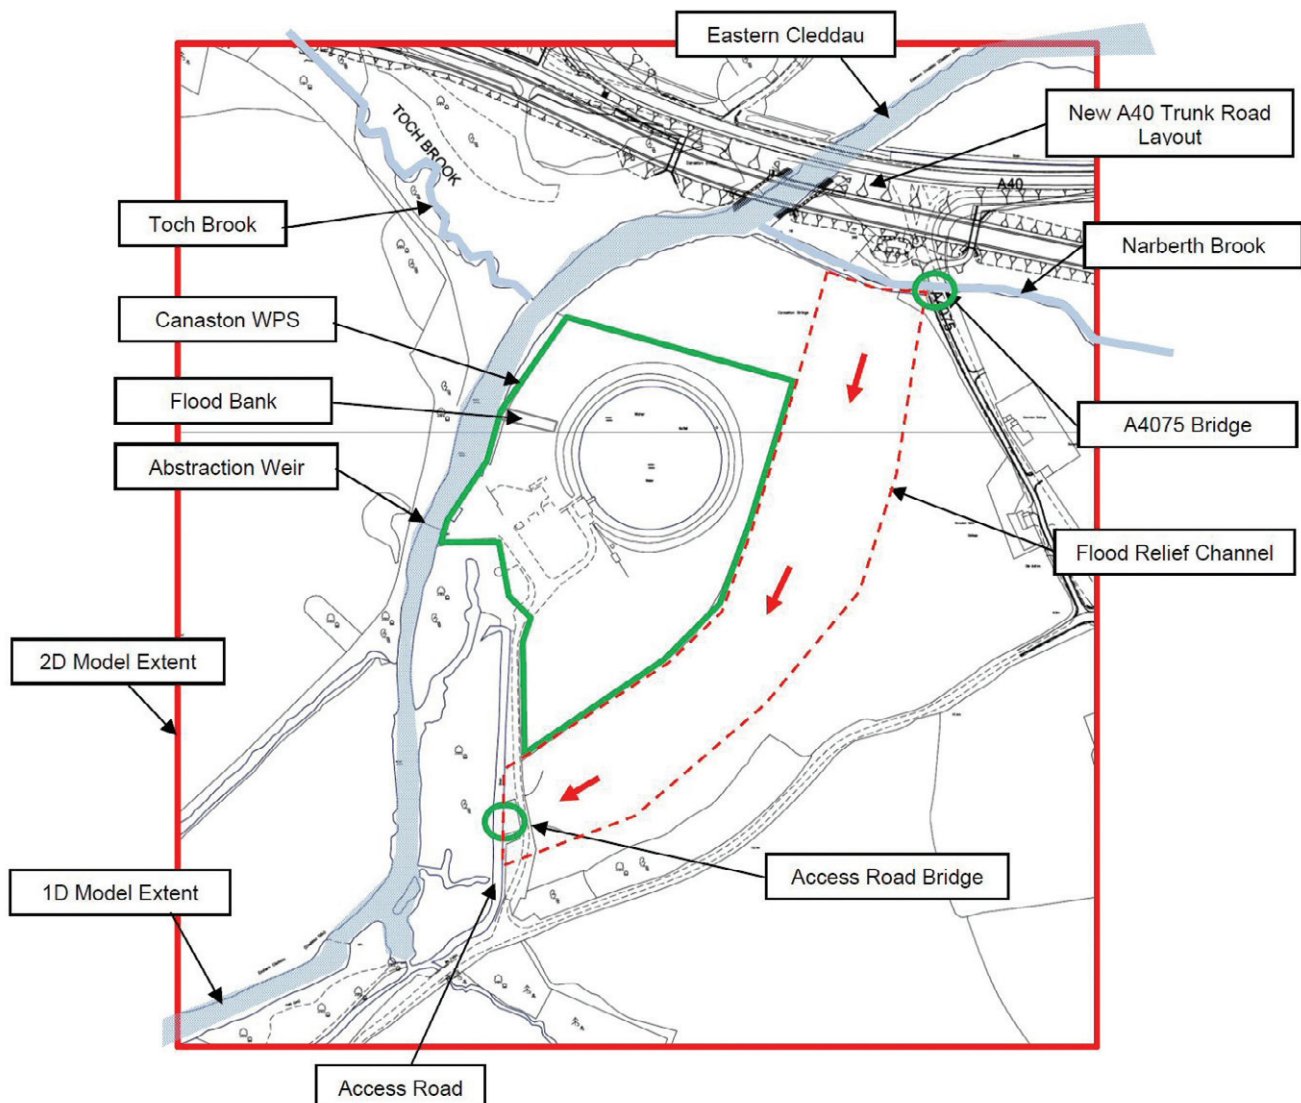 Eastern Cleddau
New A40 Trunk Road
Layout
TOCH BROOK
A40
Toch Brook
Narberth Brook
Canaston WPS
Flood Bank
A4075 Bridge
Abstraction Weir
Flood Relief Channel
2D Model Extent
Access Road Bridge
1D Model Extent
Access Road